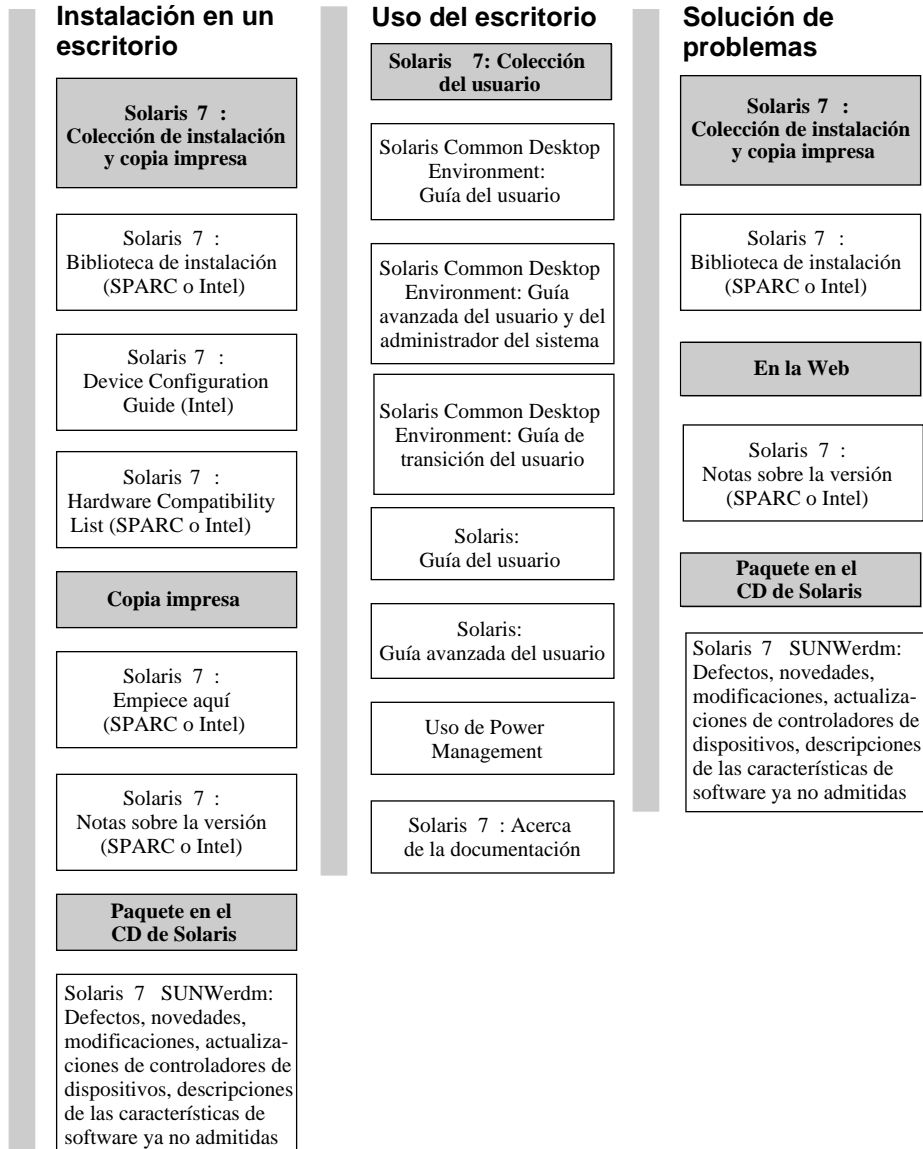 Instalación en un
escritorio
Solaris 7 :
Colección de instalación
y copia impresa
Solaris 7 :
Biblioteca de instalación
(SPARC o Intel)
Solaris 7 :
Device Configuration
Guide (Intel)
Solaris 7 :
Hardware Compatibility
List (SPARC o Intel)
Copia impresa
Solaris 7 :
Empiece aquí
(SPARC o Intel)
Solaris 7 :
Notas sobre la versión
(SPARC o Intel)
Paquete en el
CD de Solaris
Solaris 7 SUNWerdm:
Defectos, novedades,
modificaciones, actualiza-
ciones de controladores de
dispositivos, descripciones
de las características de
software ya no admitidas
Uso del escritorio
Solaris 7: Colección
del usuario
Solaris Common Desktop
Environment:
Guía del usuario
Solaris Common Desktop
Environment: Guía
avanzada del usuario y del
administrador del sistema
Solaris Common Desktop
Environment: Guía de
transición del usuario
Solaris:
Guía del usuario
Solaris:
Guía avanzada del usuario
Uso de Power
Management
Solaris 7 : Acerca
de la documentación
Solución de
problemas
Solaris 7 :
Colección de instalación
y copia impresa
Solaris 7 :
Biblioteca de instalación
(SPARC o Intel)
En la Web
Solaris 7 :
Notas sobre la versión
(SPARC o Intel)
Paquete en el
CD de Solaris
Solaris 7 SUNWerdm:
Defectos, novedades,
modificaciones, actualiza-
ciones de controladores de
dispositivos, descripciones
de las características de
software ya no admitidas